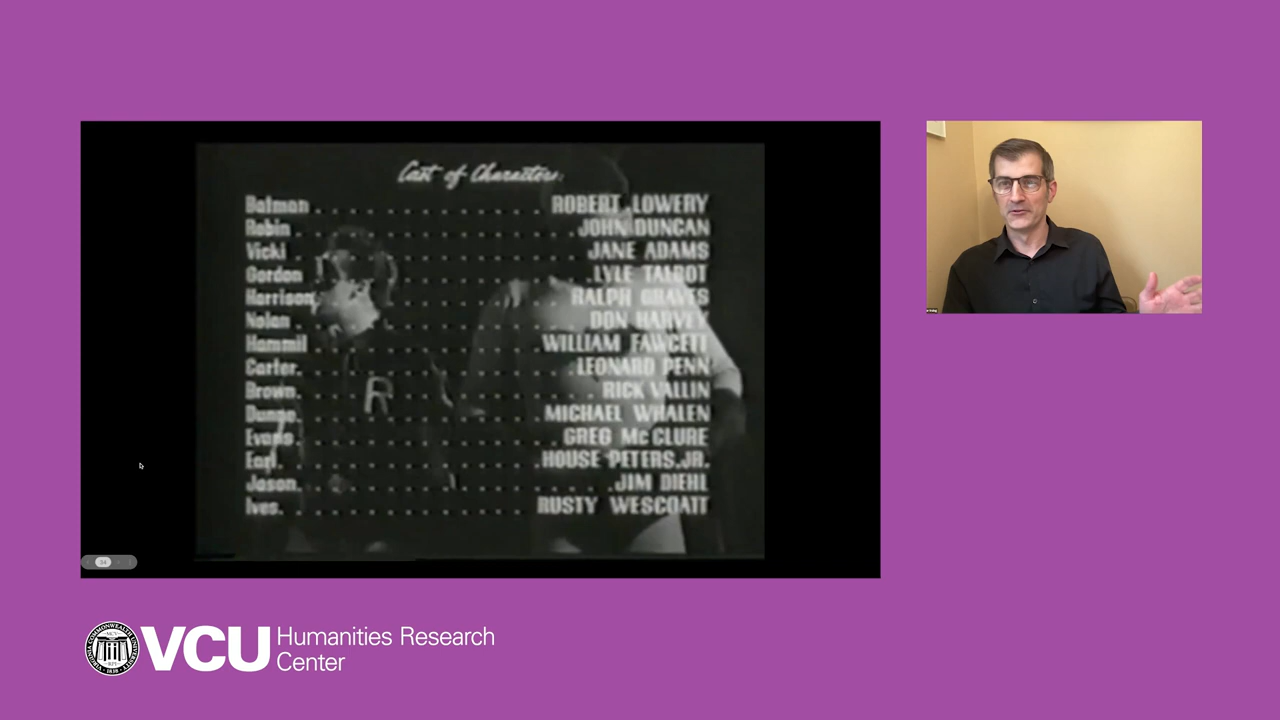 Cast of Characters:
Batman . . . . . . . . . . . . . ROBERT LOWERY
Robin . . . . . . . . . . . . . . JOHN DUNCAN
Vicki . . . . . . . . . . . . . . JANE ADAMS
Gordon . . . . . . . . . . . . . LYLE TALBOT
Harrison . . . . . . . . . . . . RALPH GRAVES
Nolan . . . . . . . . . . . . . . DON HARVEY
Hammil . . . . . . . . . . . . WILLIAM FAWCETT
Carter. . . . . . . . . . . . . . LEONARD PENN
Brown. . . . . . . . . . . . . . RICK VALLIN
. . . . . . . . . . . . MICHAEL WHALEN
Evans. . . . . . . . . . . . . . GREG McCLURE
Earl. . . . . . . . . . . . . HOUSE PETERS.JR.
Jason. . . . . . . . . . . . . . JIM DIEHL
Ives. . . . . . . . . . . . . RUSTY WESCOATT
R
34
VCU Humanities Research
Center